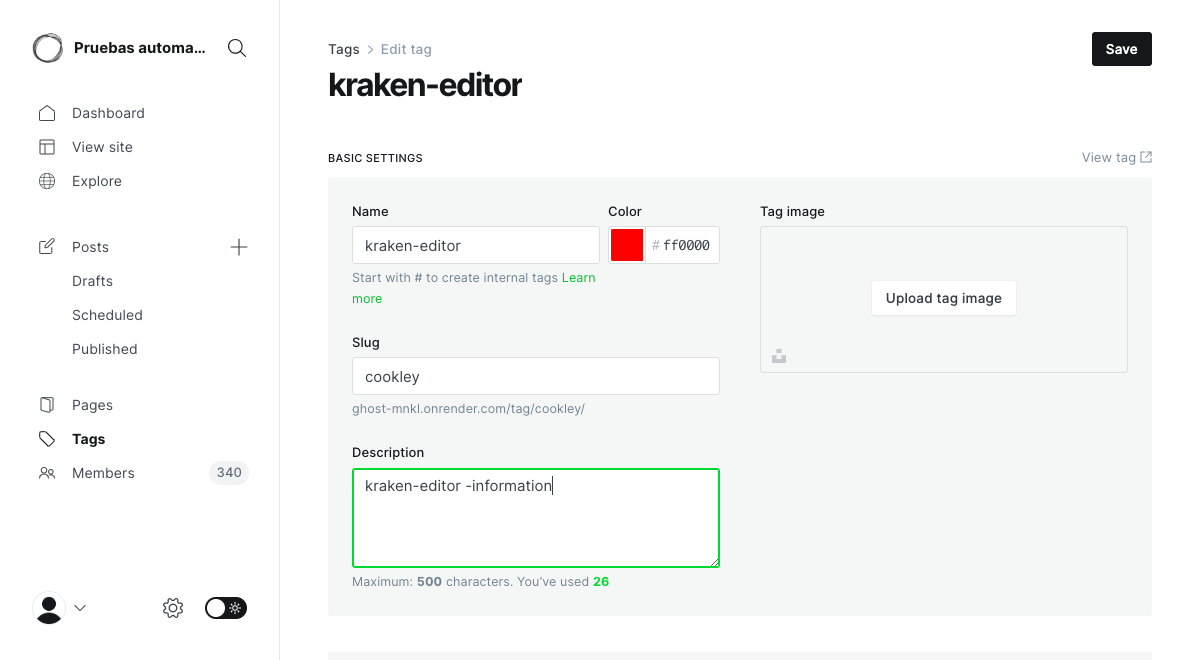 Pruebas automa...
Dashboard
View site
Explore
Posts
Drafts
Scheduled
Published
Pages
Tags
Members 340
Tags > Edit tag
Save
kraken-editor
BASIC SETTINGS
View tag
Name
kraken-editor
Start with # to create internal tags Learn
more
Color
# ff0000
Slug
cookley
ghost-mnkl.onrender.com/tag/cookley/
Description
kraken-editor -information
Maximum: 500 characters. You’ve used 26
Tag image
Upload tag image